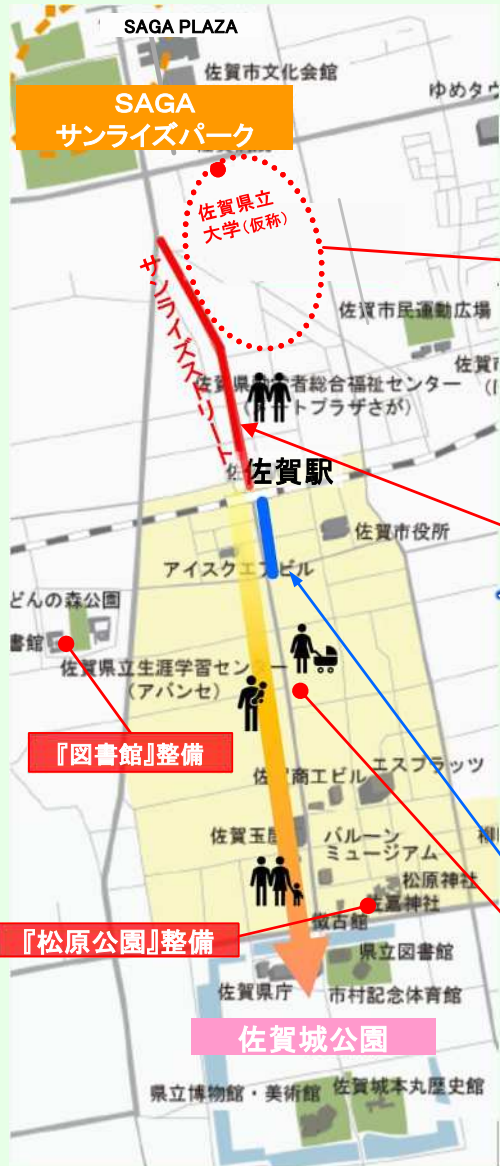 SAGA PLAZA
佐賀市文化会館
ゆめタウ
SAGA
サンライズパーク
佐賀県立
大学(仮称)
サンライズストリート
佐賀市民運動広場
佐賀県
者総合福祉センター
トプラザさが)
佐賀市
佐賀駅
佐賀市役所
アイスクエアビル
どんの森公園
書館
佐賀県立生涯学習センター
(アバンセ)
『図書館』整備
佐賀商工ビル
エスプラッツ
佐賀玉屋
バルーン
ミュージアム
松原神社
佐嘉神社
徴古館
『松原公園』整備
県立図書館
佐賀県庁
市村記念体育館
佐賀城公園
県立博物館・美術館
佐賀城本丸歴史館